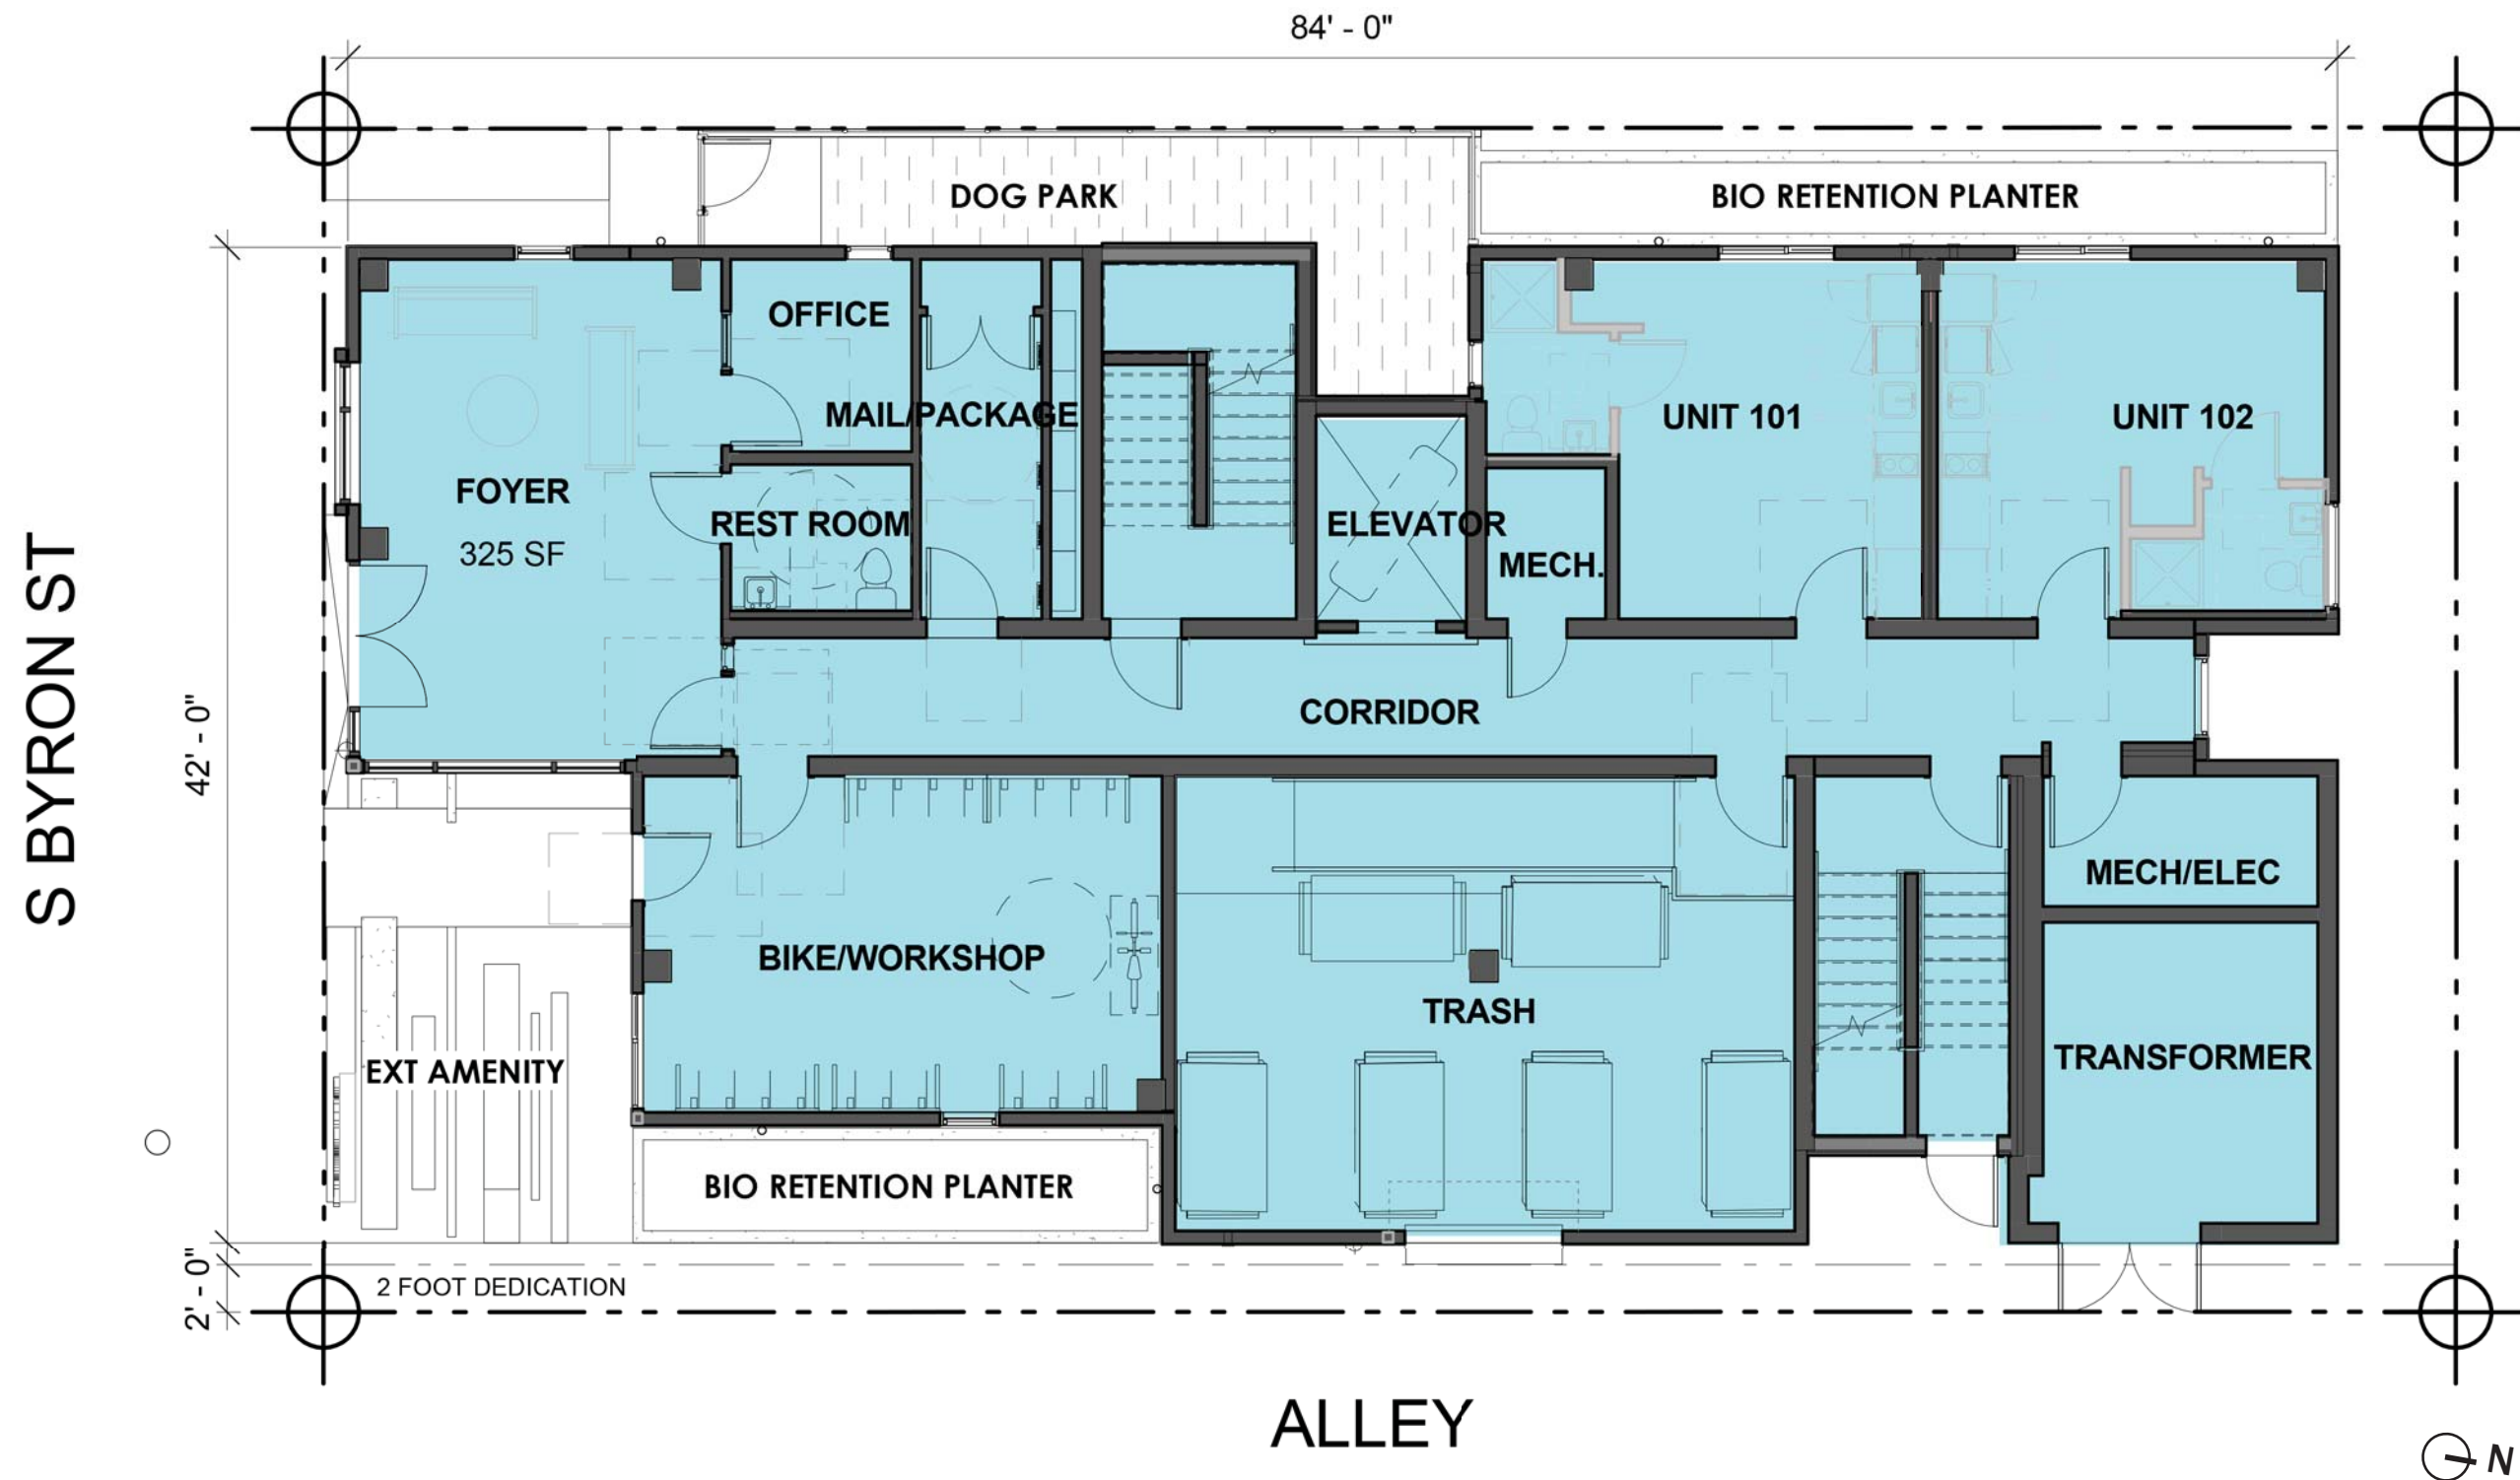 84' - 0"
DOG PARK
BIO RETENTION PLANTER
OFFICE
MAIL/PACKAGE
UNIT 101
UNIT 102
FOYER
325 SF
REST ROOM
ELEVATOR
MECH.
S BYRON ST
42' - 0"
CORRIDOR
MECH/ELEC
BIKE/WORKSHOP
TRASH
TRANSFORMER
EXT AMENITY
BIO RETENTION PLANTER
2' - 0"
2 FOOT DEDICATION
ALLEY
N